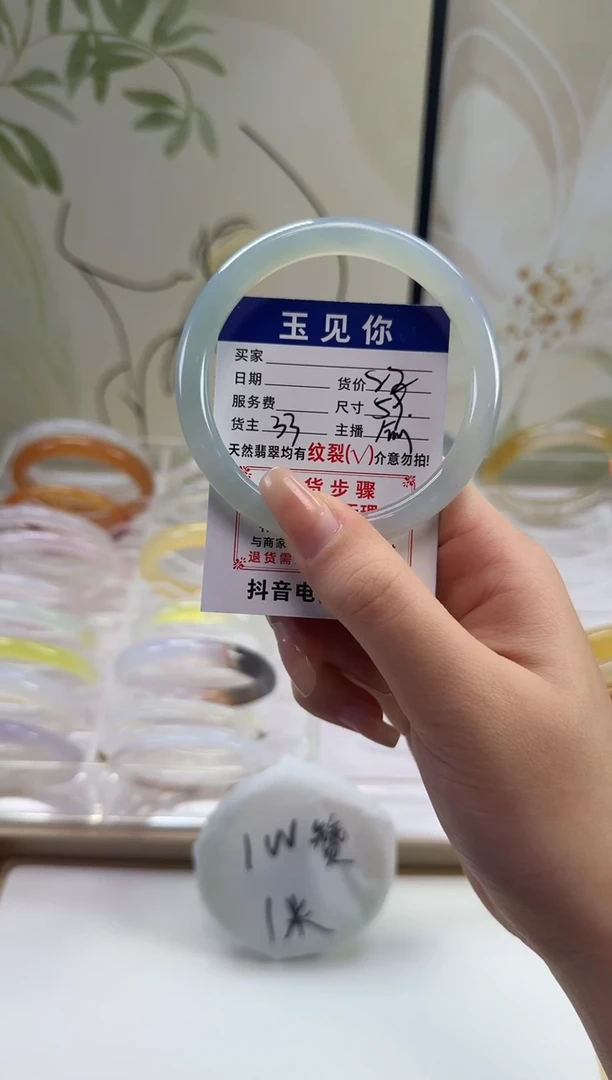 玉见你
买家
日期 货价
服务费 尺寸
货主 33 主播
天然翡翠均有纹裂(√)介意勿拍!
货步骤
与商家
退货需
抖音电
1W赞
1米